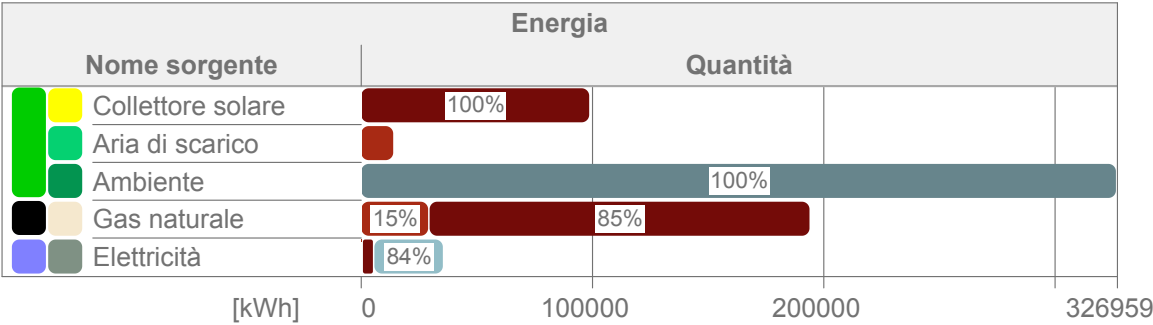 Energia
Nome sorgente Quantità
Collettore solare 100%
Aria di scarico
Ambiente 100%
Gas naturale 15% 85%
Elettricità 84%
[kWh] 0 100000 200000 326959